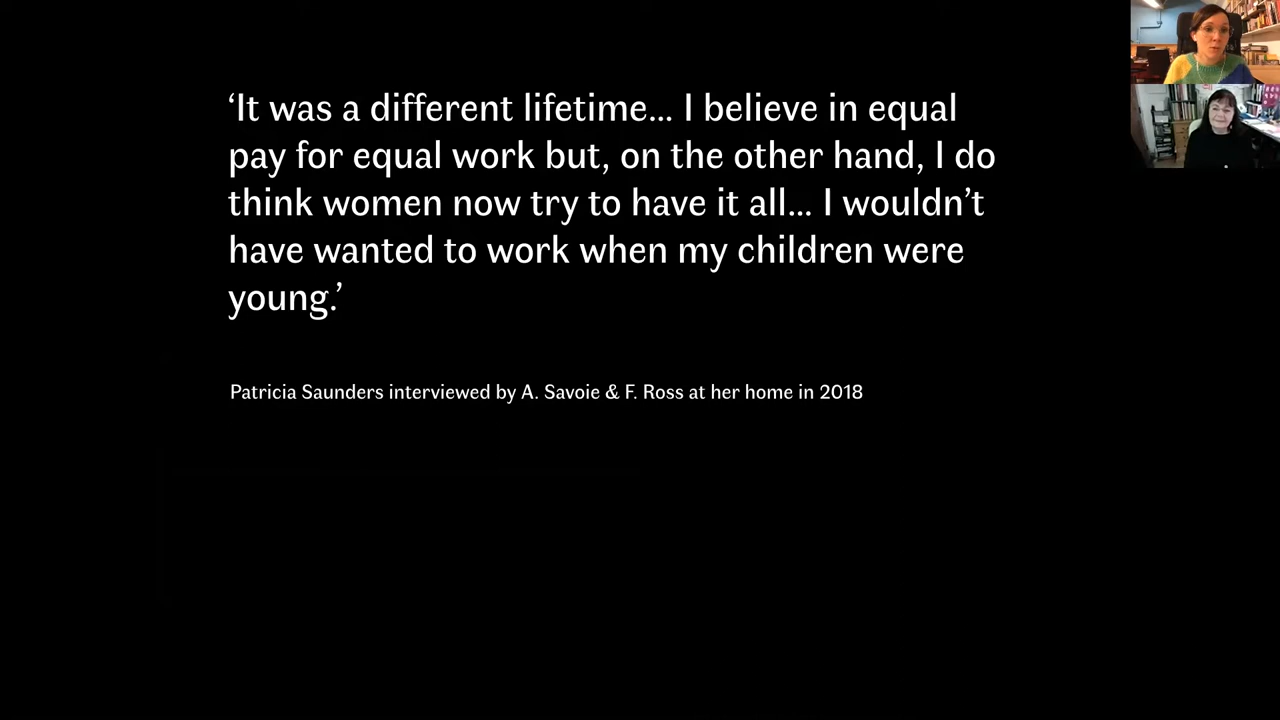 ‘It was a different lifetime... I believe in equal
pay for equal work but, on the other hand, I do
think women now try to have it all... I wouldn’t
have wanted to work when my children were
young.’
Patricia Saunders interviewed by A. Savoie & F. Ross at her home in 2018